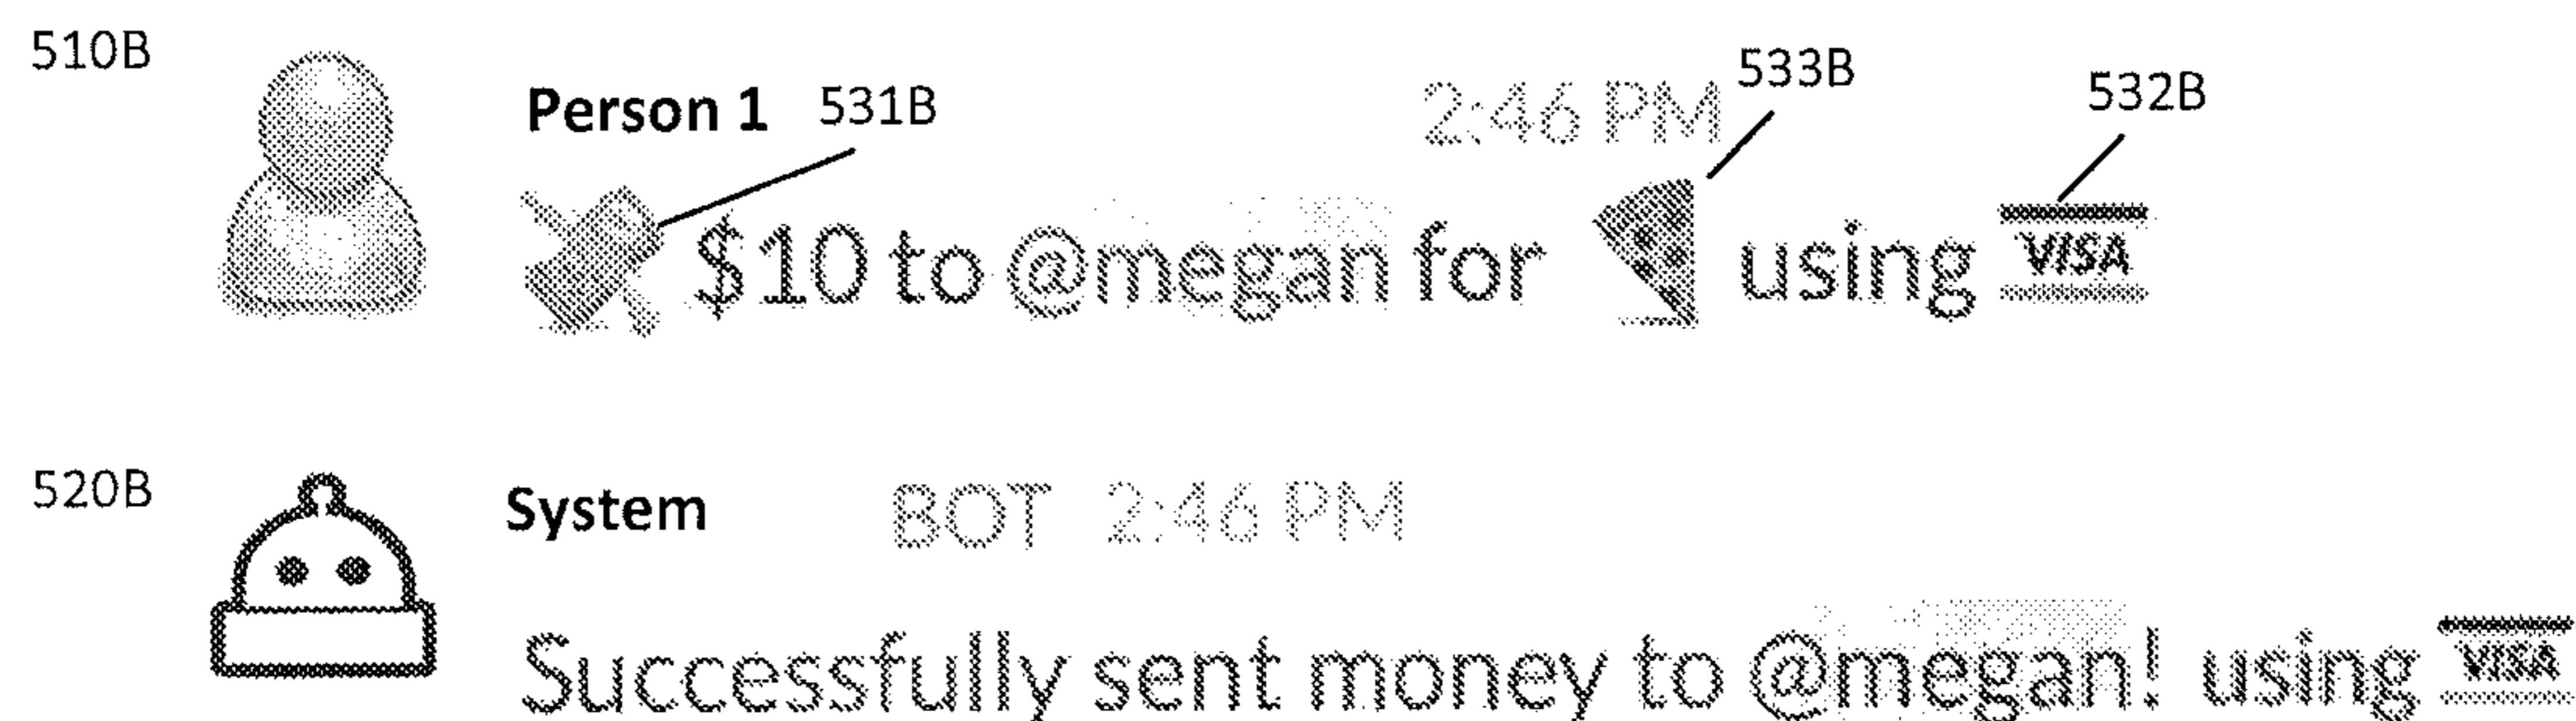 510B
Person 1 531B 2:46 PM 533B 532B
$10 to @megan for using VISA
520B
System BOT 2:46 PM
Successfully sent money to @megan! using VISA